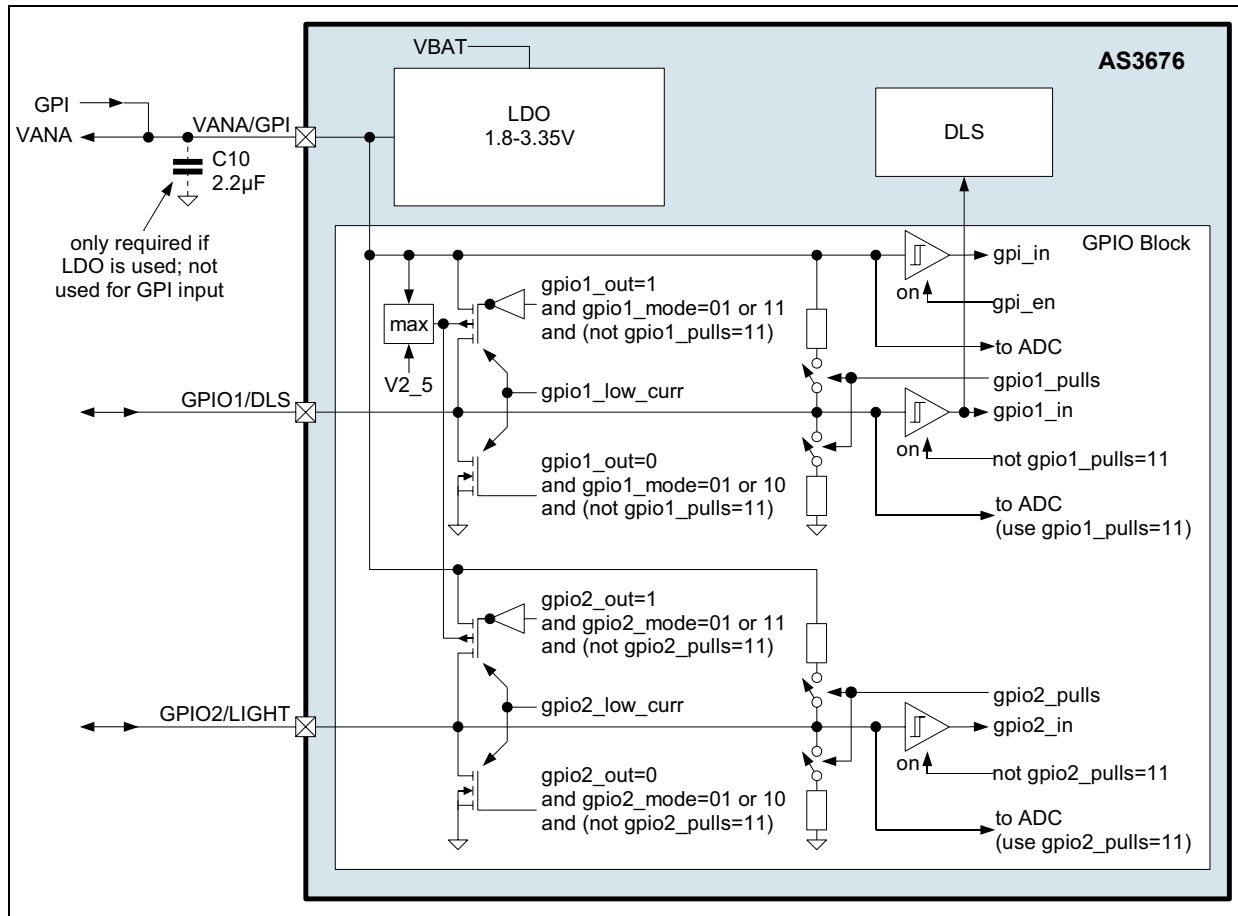 VBAT
AS3676
LDO
1.8-3.35V
DLS
GPI
VANA
VANA/GPI
C10
2.2µF
only required if
LDO is used; not
used for GPI input
GPIO Block
gpi_in
on
gpi_en
to ADC
gpio1_out=1
and gpio1_mode=01 or 11
and (not gpio1_pulls=11)
max
V2_5
gpio1_low_curr
gpio1_pulls
GPIO1/DLS
gpio1_in
on
not gpio1_pulls=11
gpio1_out=0
and gpio1_mode=01 or 10
and (not gpio1_pulls=11)
to ADC
(use gpio1_pulls=11)
gpio2_out=1
and gpio2_mode=01 or 11
and (not gpio2_pulls=11)
gpio2_low_curr
gpio2_pulls
GPIO2/LIGHT
gpio2_in
on
not gpio2_pulls=11
gpio2_out=0
and gpio2_mode=01 or 10
and (not gpio2_pulls=11)
to ADC
(use gpio2_pulls=11)